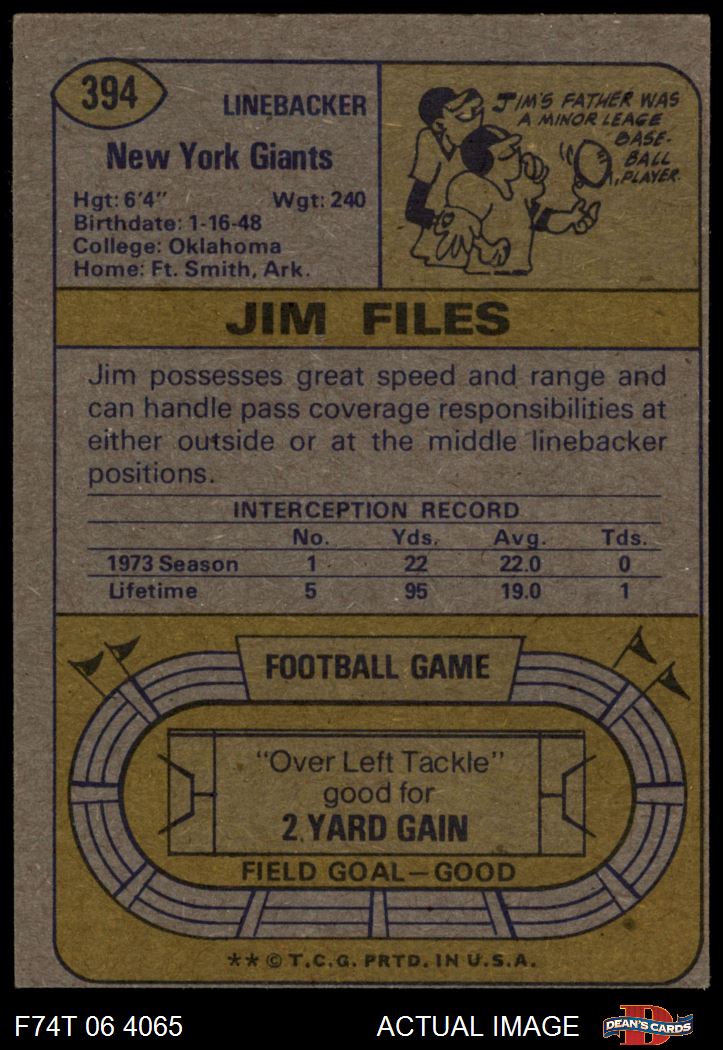 394
LINEBACKER
New York Giants
Hgt: 6'4" Wgt: 240
Birthdate: 1-16-48
College: Oklahoma
Home: Ft. Smith, Ark.
JIM'S FATHER WAS
A MINOR LEAGE
BASE-
BALL
PLAYER.
JIM FILES
Jim possesses great speed and range and
can handle pass coverage responsibilities at
either outside or at the middle linebacker
positions.
INTERCEPTION RECORD
No. Yds. Avg. Tds.
1973 Season 1 22 22.0 0
Lifetime 5 95 19.0 1
FOOTBALL GAME
"Over Left Tackle"
good for
2 YARD GAIN
FIELD GOAL—GOOD
** © T.C.G. PRTD. IN U.S.A.
F74T 06 4065 ACTUAL IMAGE
D
DEAN'S CARDS